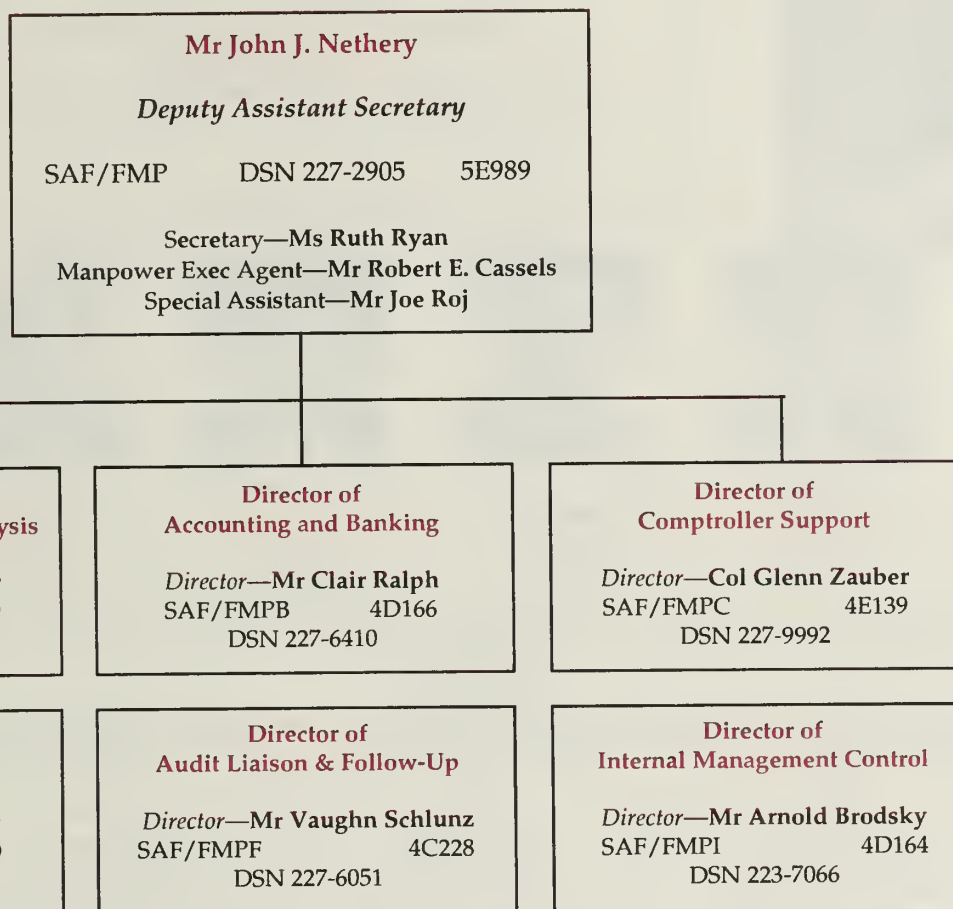 Mr John J. Nethery
Deputy Assistant Secretary
SAF/FMP DSN 227-2905 5E989
Secretary—Ms Ruth Ryan
Manpower Exec Agent—Mr Robert E. Cassels
Special Assistant—Mr Joe Roj
ysis
Director of
Accounting and Banking
Director—Mr Clair Ralph
SAF/FMPB 4D166
DSN 227-6410
Director of
Comptroller Support
Director—Col Glenn Zauber
SAF/FMPC 4E139
DSN 227-9992
Director of
Audit Liaison & Follow-Up
Director—Mr Vaughn Schlunz
SAF/FMPF 4C228
DSN 227-6051
Director of
Internal Management Control
Director—Mr Arnold Brodsky
SAF/FMPI 4D164
DSN 223-7066